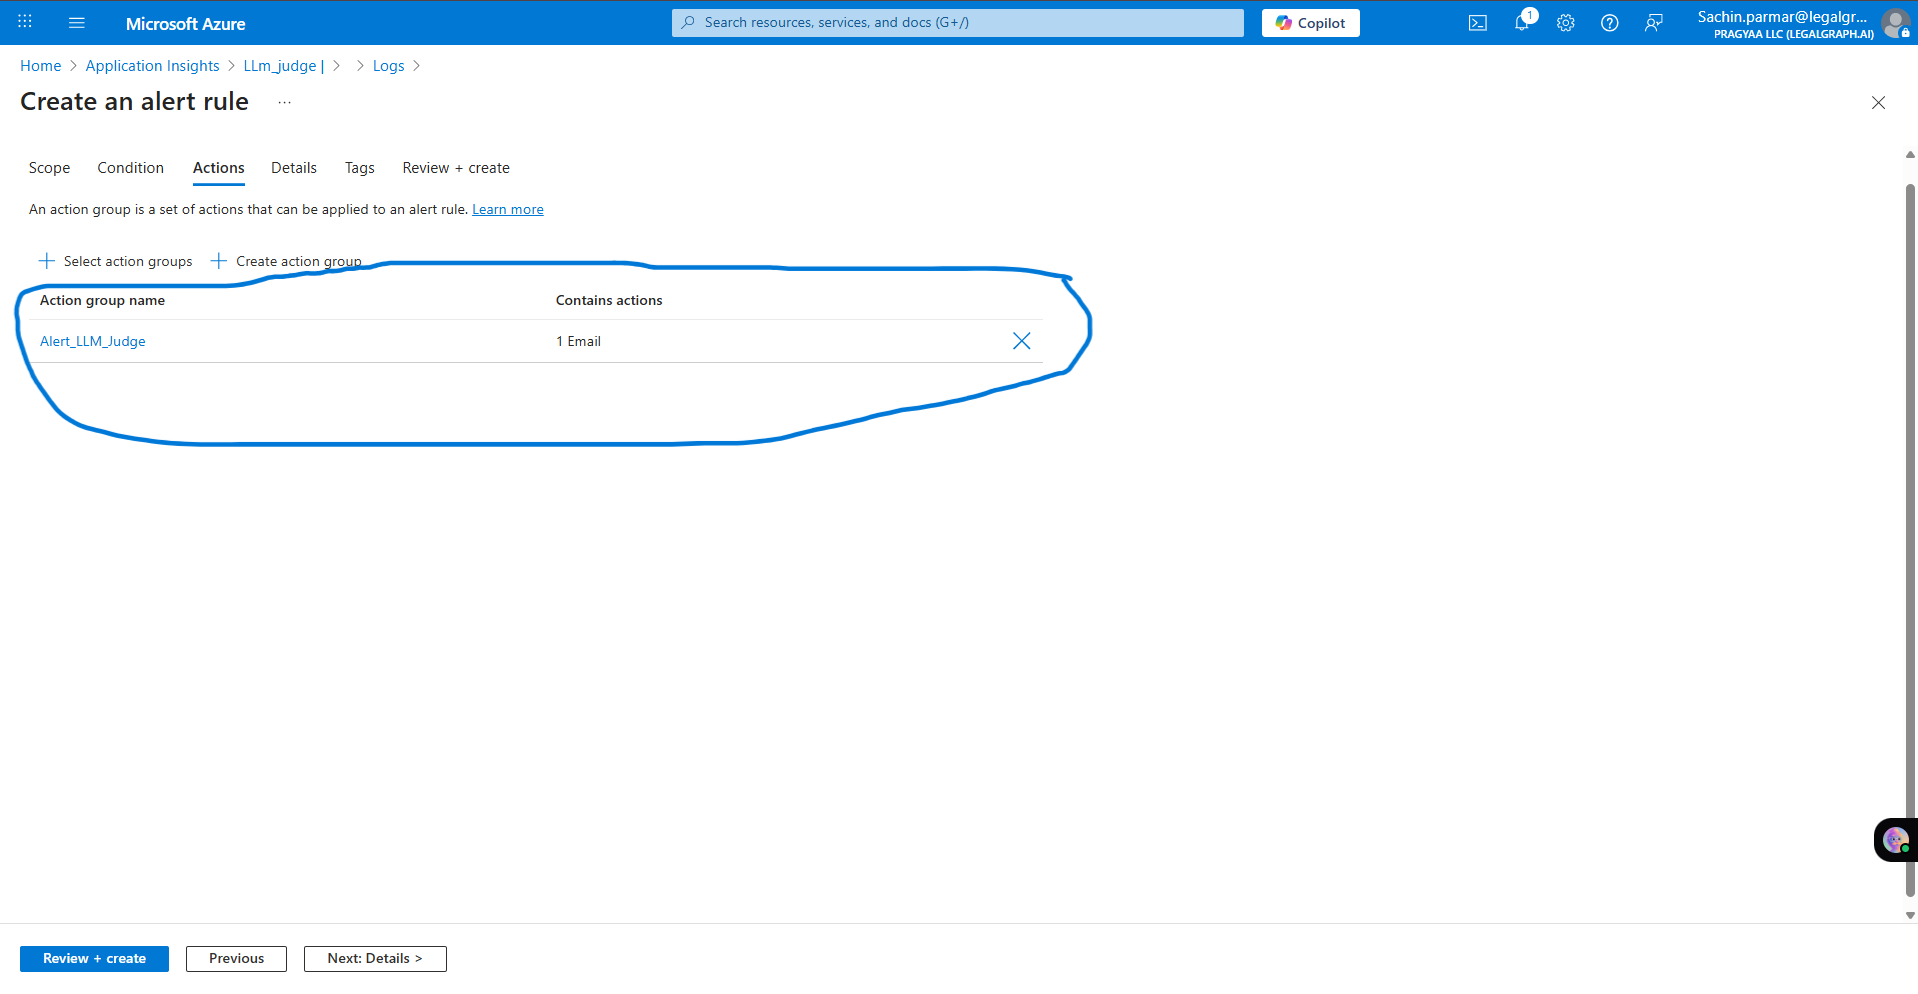 Microsoft Azure
Search resources, services, and docs (G+/)
Copilot
1
Sachin.parmar@legalgr...
PRAGYAA LLC (LEGALGRAPH.AI)
Home > Application Insights > LLm_judge | > > Logs >
Create an alert rule ...
Scope Condition Actions Details Tags Review + create
An action group is a set of actions that can be applied to an alert rule. Learn more
+ Select action groups + Create action group
Action group name Contains actions
Alert_LLM_Judge 1 Email
Review + create Previous Next: Details >